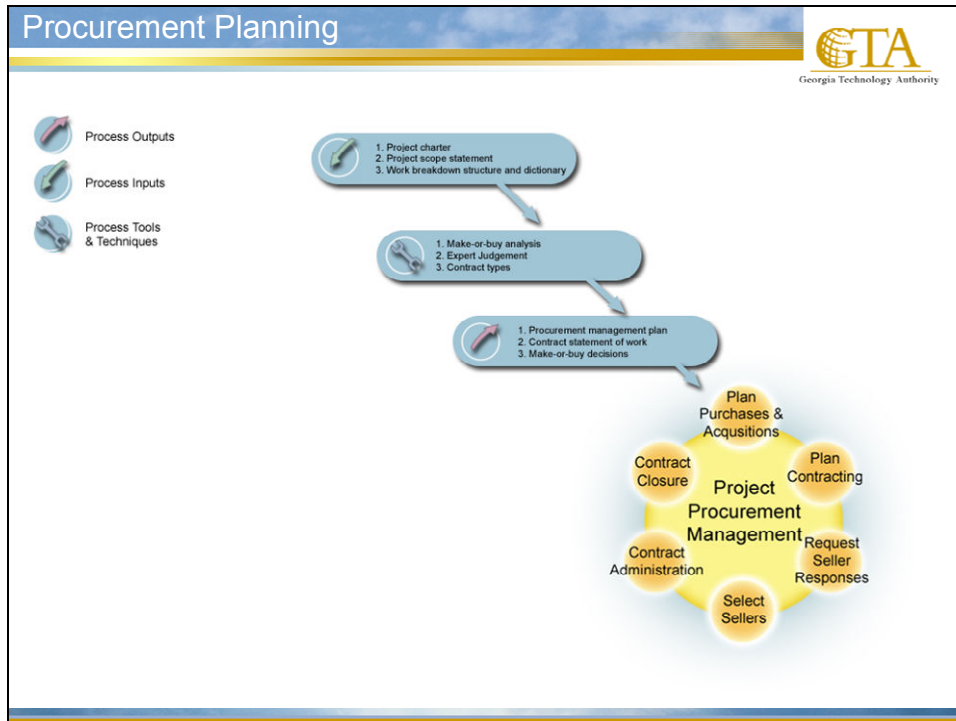 Procurement Planning
GTA
Georgia Technology Authority
Process Outputs
Process Inputs
Process Tools
& Techniques
1. Project charter
2. Project scope statement
3. Work breakdown structure and dictionary
1. Make-or-buy analysis
2. Expert Judgement
3. Contract types
1. Procurement management plan
2. Contract statement of work
3. Make-or-buy decisions
Plan
Purchases &
Acqusitions
Plan
Contracting
Request
Seller
Responses
Select
Sellers
Contract
Administration
Contract
Closure
Project
Procurement
Management